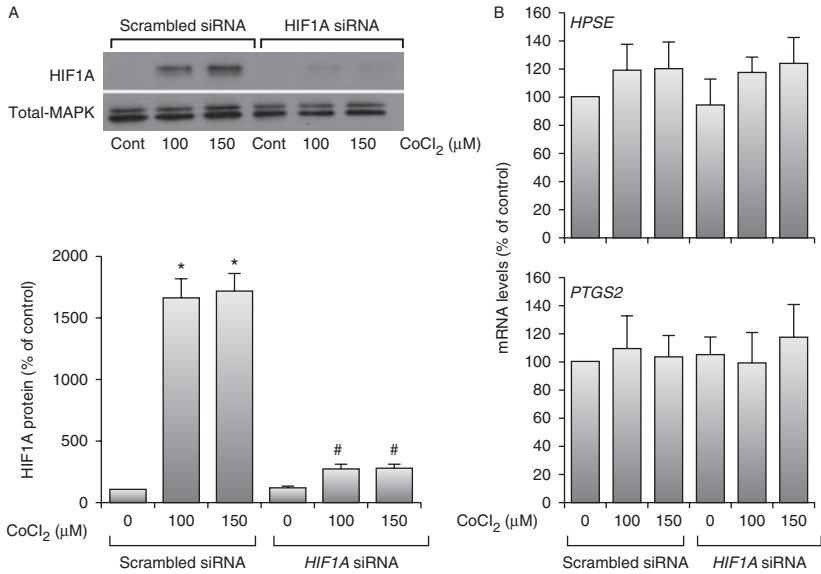 A
Scrambled siRNA HIF1A siRNA
HIF1A
Total-MAPK
Cont 100 150 Cont 100 150 CoCl2 (μM)
HIF1A protein (% of control)
2000
1500
1000
500
0
* *
# #
CoCl2 (μM) 0 100 150 0 100 150
Scrambled siRNA HIF1A siRNA
B
mRNA levels (% of control)
HPSE
160
140
120
100
80
60
40
20
0
PTGS2
160
140
120
100
80
60
40
20
0
CoCl2 (μM) 0 100 150 0 100 150
Scrambled siRNA HIF1A siRNA